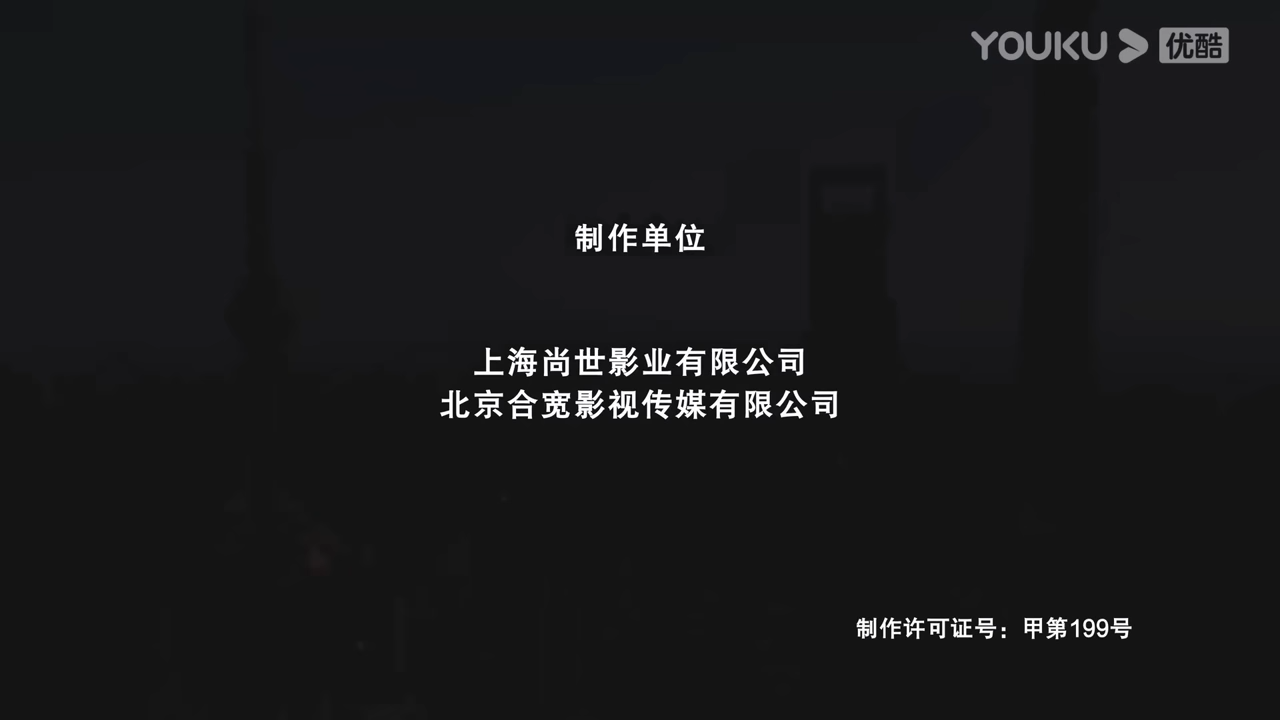 YOUKU 优酷
制作单位
上海尚世影业有限公司
北京合宽影视传媒有限公司
制作许可证号：甲第199号